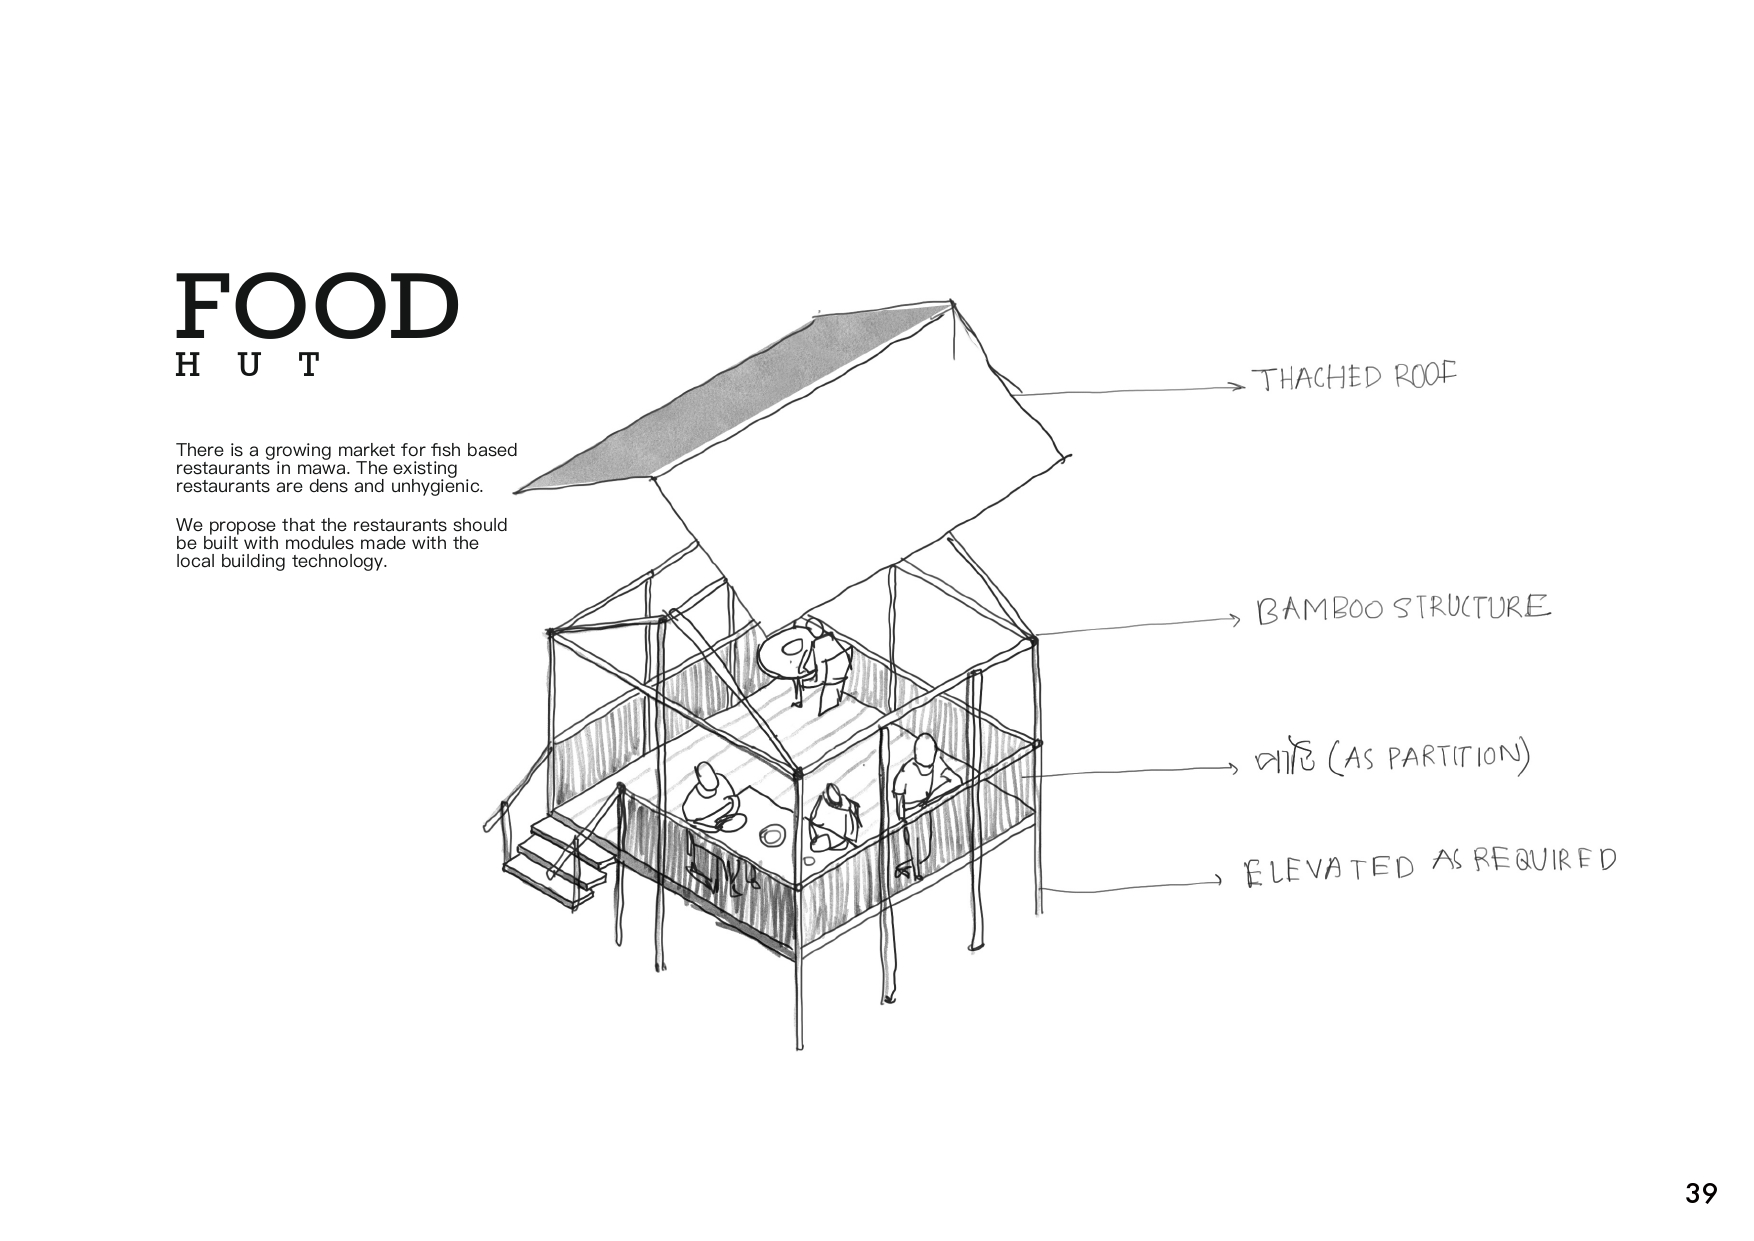 FOOD
HUT
There is a growing market for fish based
restaurants in mawa. The existing
restaurants are dens and unhygienic.
We propose that the restaurants should
be built with modules made with the
local building technology.
THACHED ROOF
BAMBOO STRUCTURE
(AS PARTITION)
ELEVATED AS REQUIRED
39